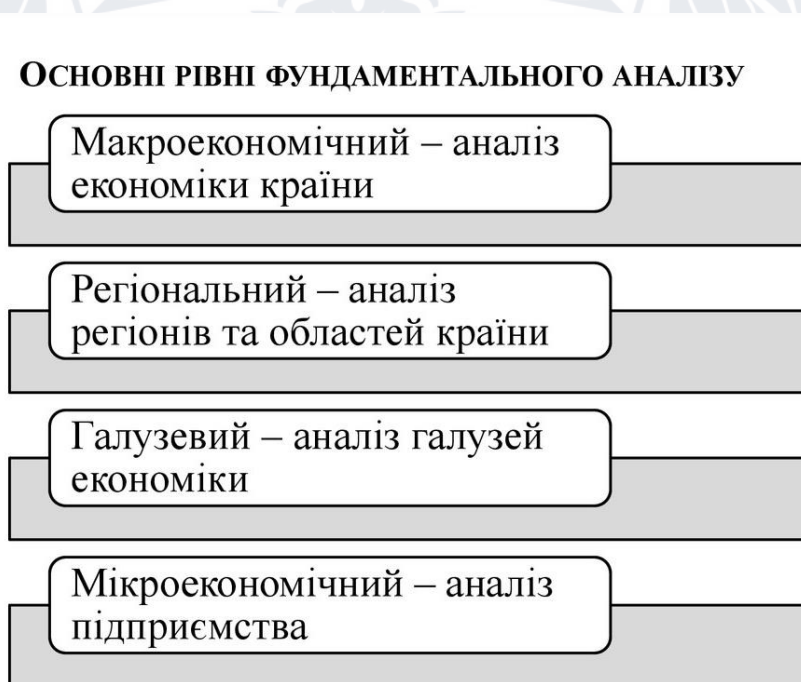 ОСНОВНІ РІВНІ ФУНДАМЕНТАЛЬНОГО АНАЛІЗУ
Макроекономічний – аналіз
економіки країни
Регіональний – аналіз
регіонів та областей країни
Галузевий – аналіз галузей
економіки
Мікроекономічний – аналіз
підприємства